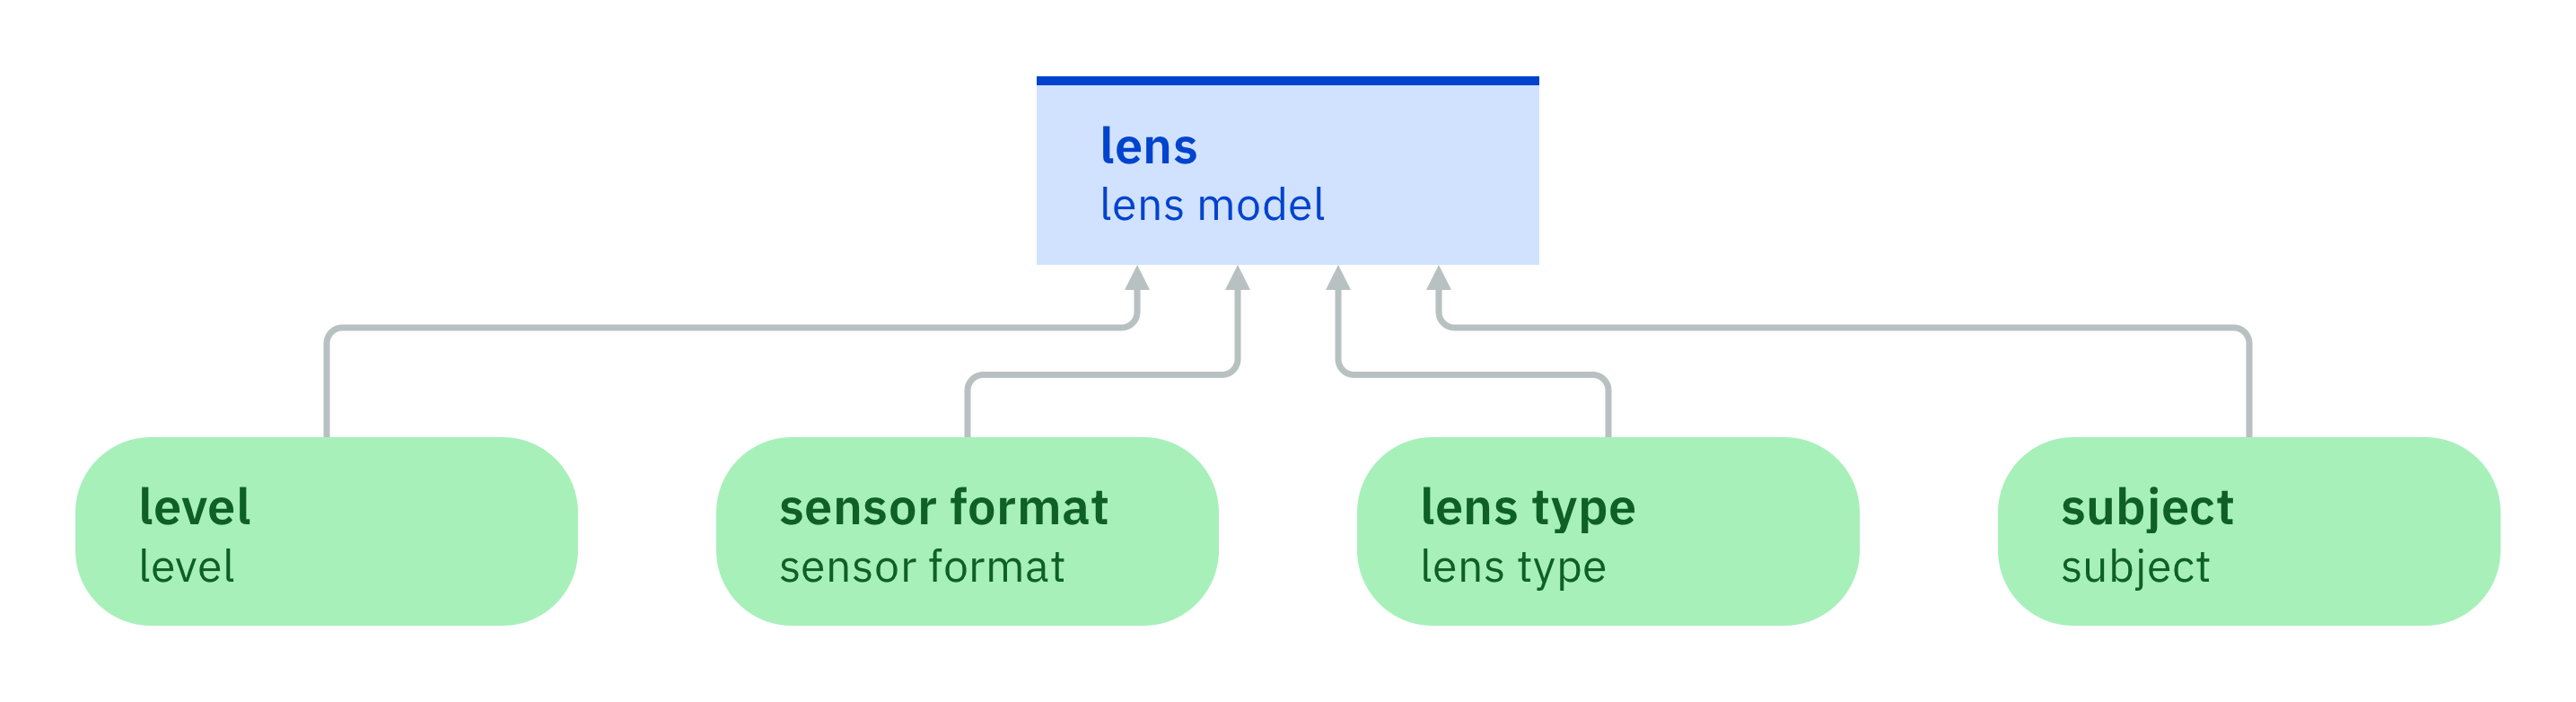 lens
lens model
level
level
sensor format
sensor format
lens type
lens type
subject
subject